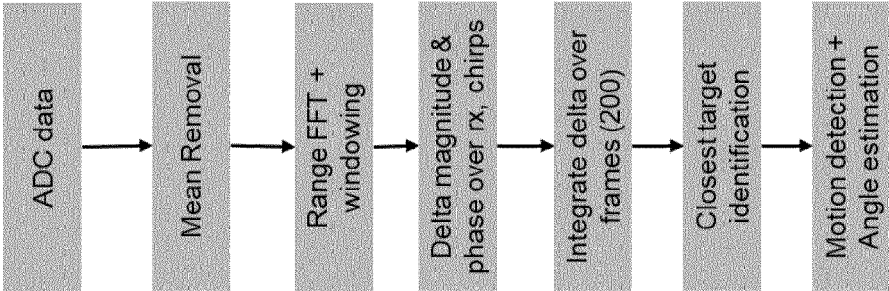 ADC data
Mean Removal
Range FFT +
windowing
Delta magnitude &
phase over rx, chirps
Integrate delta over
frames (200)
Closest target
identification
Motion detection +
Angle estimation